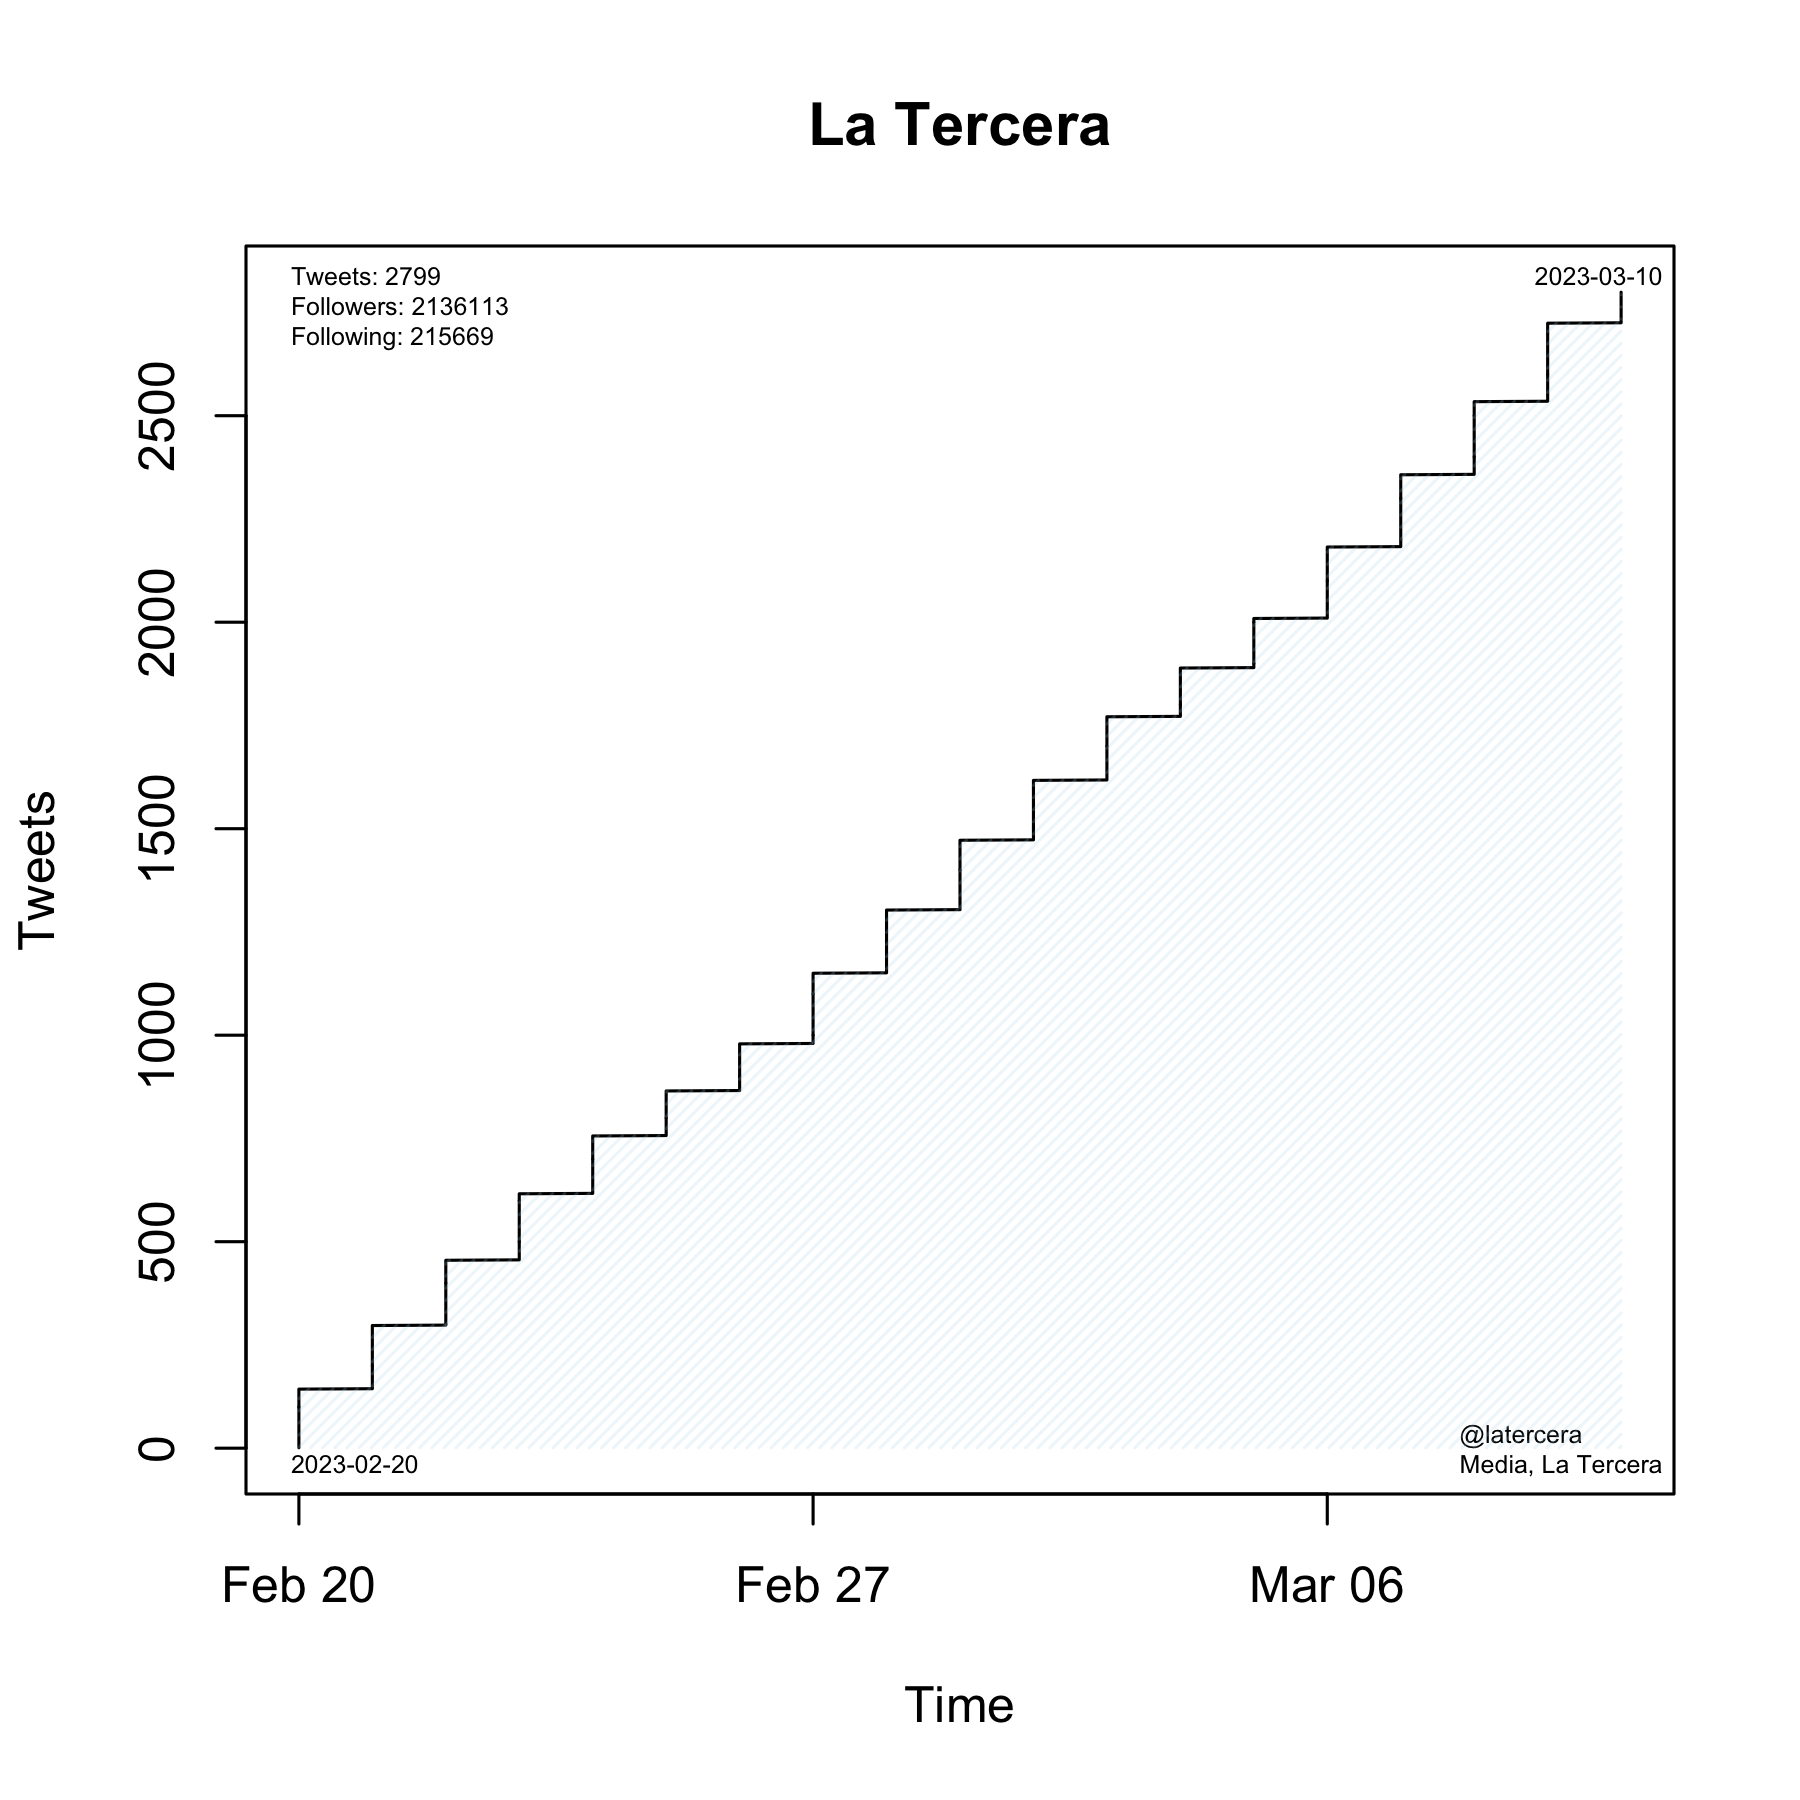 La Tercera
Tweets: 2799
Followers: 2136113
Following: 215669
2023-03-10
2500
2000
1500
1000
500
0
Tweets
2023-02-20
@latercera
Media, La Tercera
Feb 20
Feb 27
Mar 06
Time